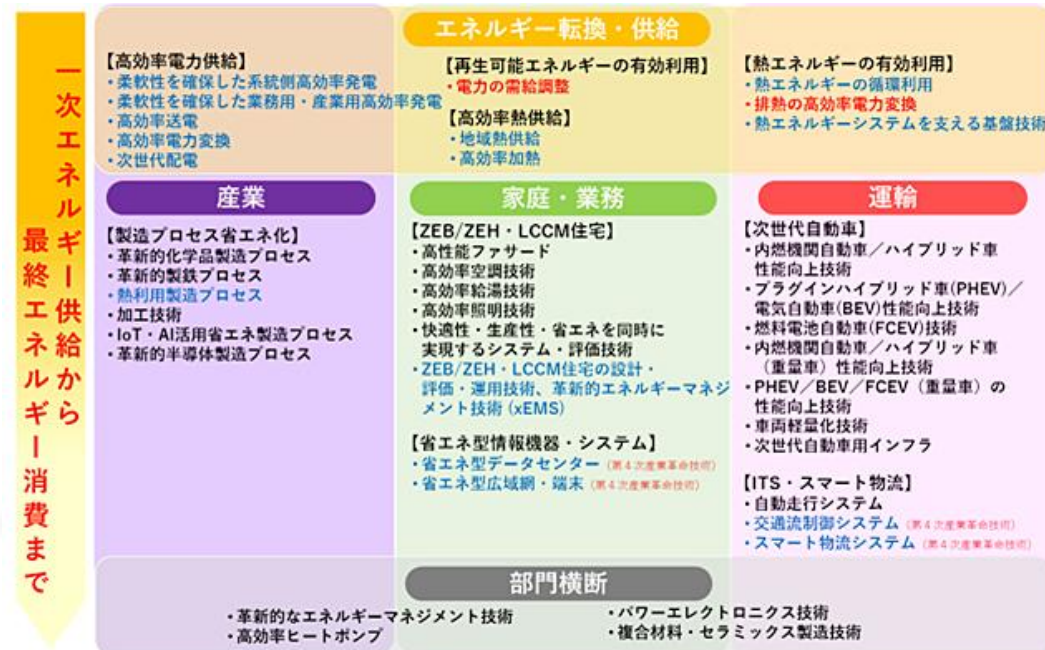 一次エネルギー供給から
最終エネルギー消費まで
エネルギー転換・供給
【高効率電力供給】
・柔軟性を確保した系統側高効率発電
・柔軟性を確保した業務用・産業用高効率発電
・高効率送電
・高効率電力変換
・次世代配電
【再生可能エネルギーの有効利用】
・電力の需給調整
【高効率熱供給】
・地域熱供給
・高効率加熱
【熱エネルギーの有効利用】
・熱エネルギーの循環利用
・排熱の高効率電力変換
・熱エネルギーシステムを支える基盤技術
産業
【製造プロセス省エネ化】
・革新的化学品製造プロセス
・革新的製鉄プロセス
・熱利用製造プロセス
・加工技術
・IoT・AI活用省エネ製造プロセス
・革新的半導体製造プロセス
家庭・業務
【ZEB/ZEH・LCCM住宅】
・高性能ファサード
・高効率空調技術
・高効率給湯技術
・高効率照明技術
・快適性・生産性・省エネを同時に
実現するシステム・評価技術
・ZEB/ZEH・LCCM住宅の設計・
評価・運用技術、革新的エネルギーマネジ
メント技術(xEMS)
【省エネ型情報機器・システム】
・省エネ型データセンター (第4次産業革命技術)
・省エネ型広域網・端末 (第4次産業革命技術)
運輸
【次世代自動車】
・内燃機関自動車/ハイブリッド車
性能向上技術
・プラグインハイブリッド車(PHEV)/
電気自動車(BEV)性能向上技術
・燃料電池自動車(FCEV)技術
・内燃機関自動車/ハイブリッド車
(重量車)性能向上技術
・PHEV/BEV/FCEV(重量車)の
性能向上技術
・車両軽量化技術
・次世代自動車用インフラ
【ITS・スマート物流】
・自動走行システム
・交通流制御システム (第4次産業革命技術)
・スマート物流システム (第4次産業革命技術)
部門横断
・革新的なエネルギーマネジメント技術
・高効率ヒートポンプ
・パワーエレクトロニクス技術
・複合材料・セラミックス製造技術